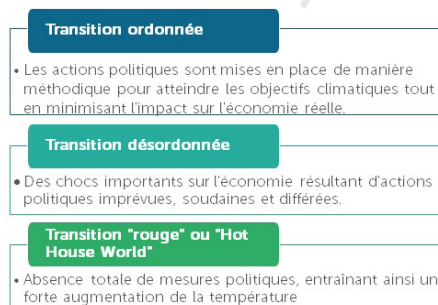 Transition ordonnée
• Les actions politiques sont mises en place de manière
méthodique pour atteindre les objectifs climatiques tout
en minimisant l'impact sur l'économie réelle.
Transition désordonnée
• Des chocs importants sur l'économie résultant d'actions
politiques imprévues, soudaines et différées.
Transition "rouge" ou "Hot
House World"
• Absence totale de mesures politiques, entraînant ainsi un
forte augmentation de la température